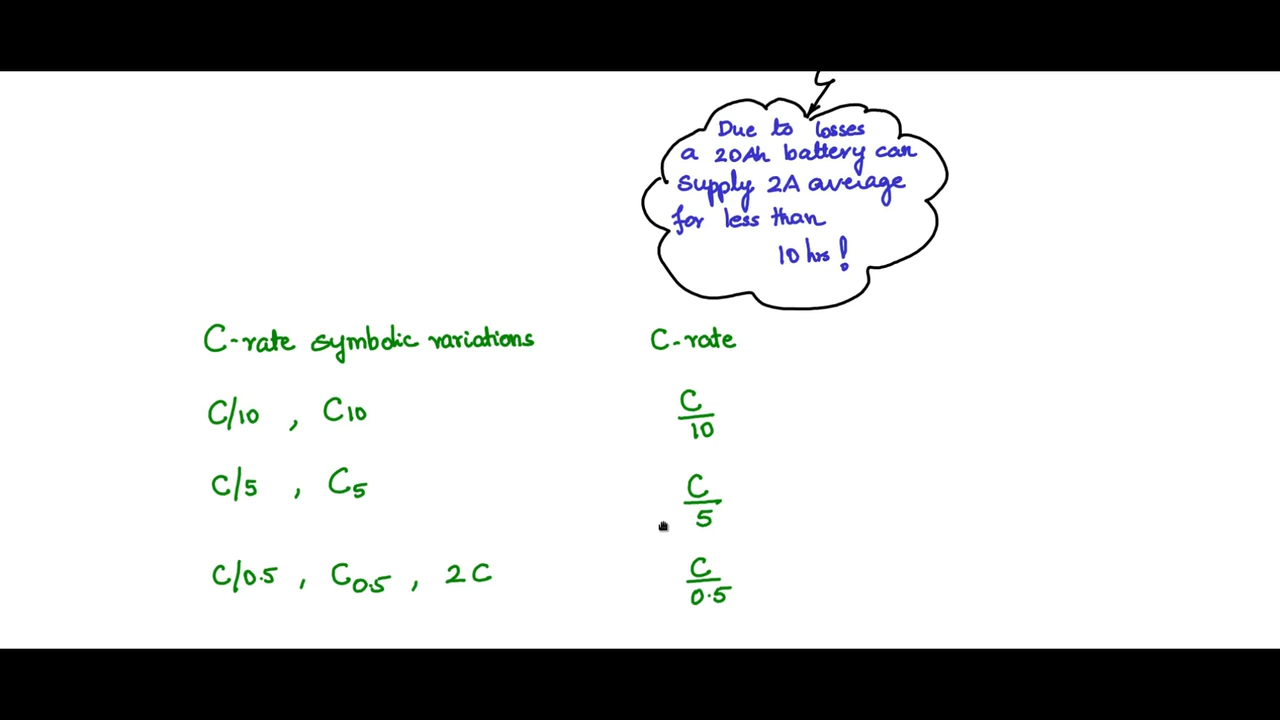 Due to losses
a 20Ah battery can
supply 2A average
for less than
10 hrs!
C-rate symbolic variations C-rate
C/10 , C10 C/10
C/5 , C5 C/5
C/0.5 , C0.5 , 2C C/0.5